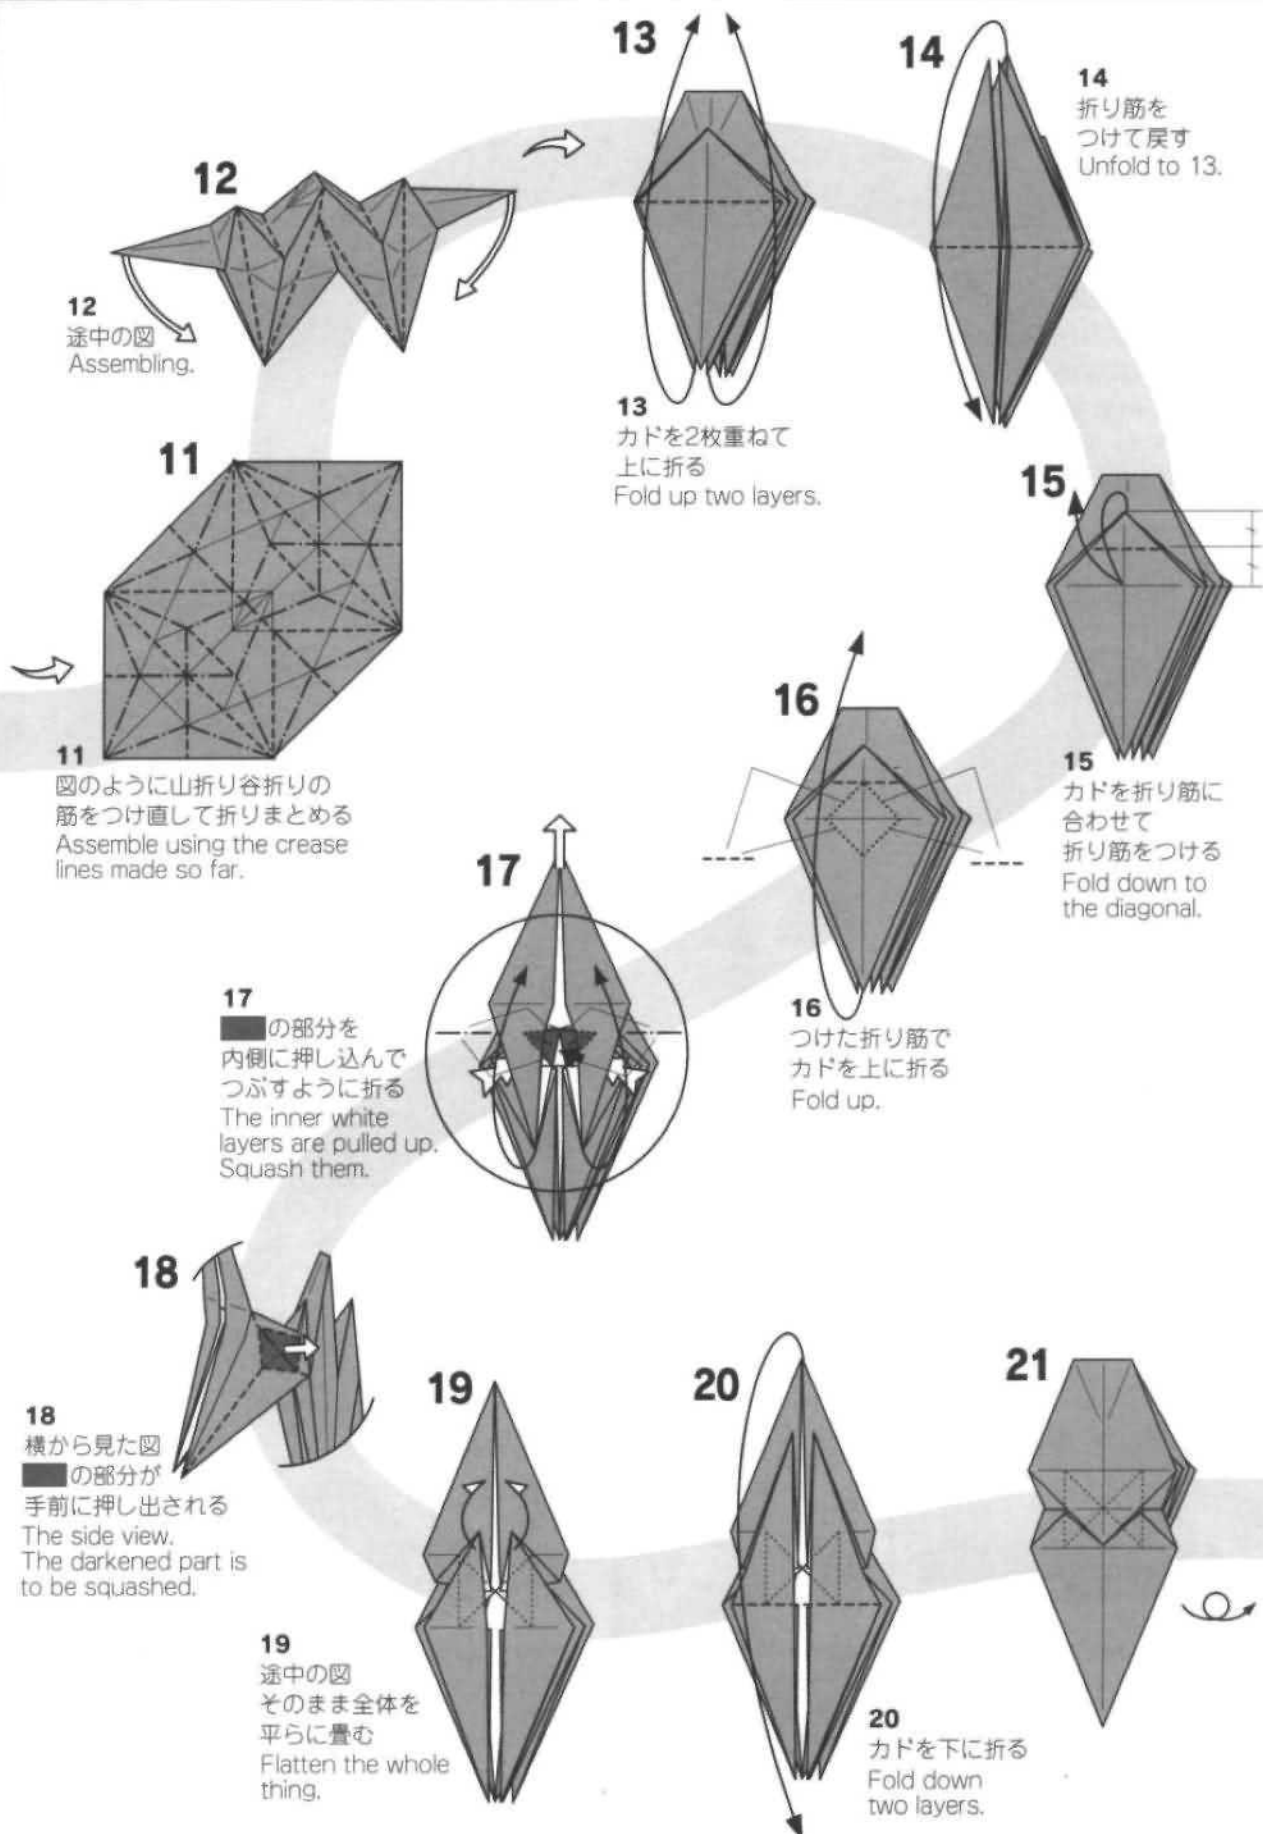 11
11
図のように山折り谷折りの
筋をつけ直して折りまとめる
Assemble using the crease
lines made so far.
12
12
途中の図
Assembling.
13
13
カドを2枚重ねて
上に折る
Fold up two layers.
14
14
折り筋を
つけて戻す
Unfold to 13.
15
15
カドを折り筋に
合わせて
折り筋をつける
Fold down to
the diagonal.
16
16
つけた折り筋で
カドを上に折る
Fold up.
17
17
の部分を
内側に押し込んで
つぶすように折る
The inner white
layers are pulled up.
Squash them.
18
18
横から見た図
の部分が
手前に押し出される
The side view.
The darkened part is
to be squashed.
19
19
途中の図
そのまま全体を
平らに畳む
Flatten the whole
thing.
20
20
カドを下に折る
Fold down
two layers.
21